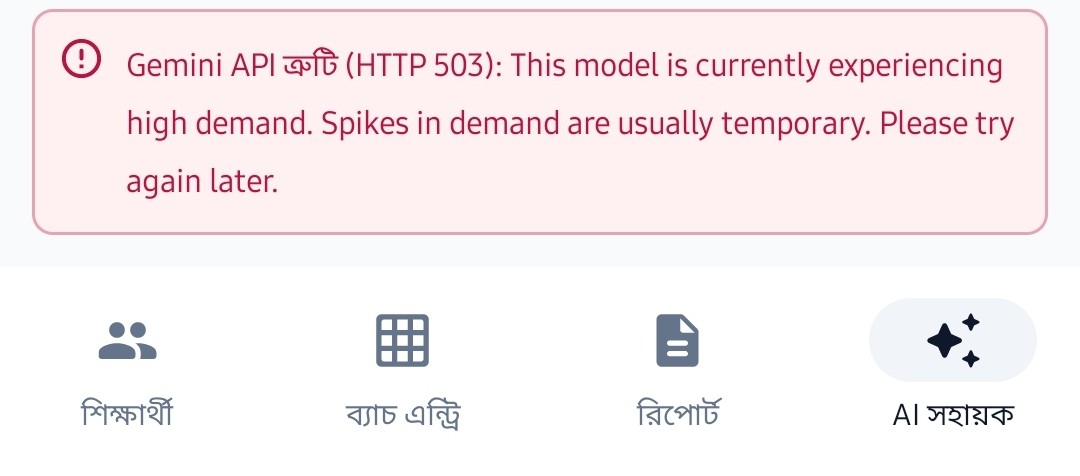 Gemini API ত্রুটি (HTTP 503): This model is currently experiencing
high demand. Spikes in demand are usually temporary. Please try
again later.
শিক্ষার্থী
ব্যাচ এন্ট্রি
রিপোর্ট
AI সহায়ক